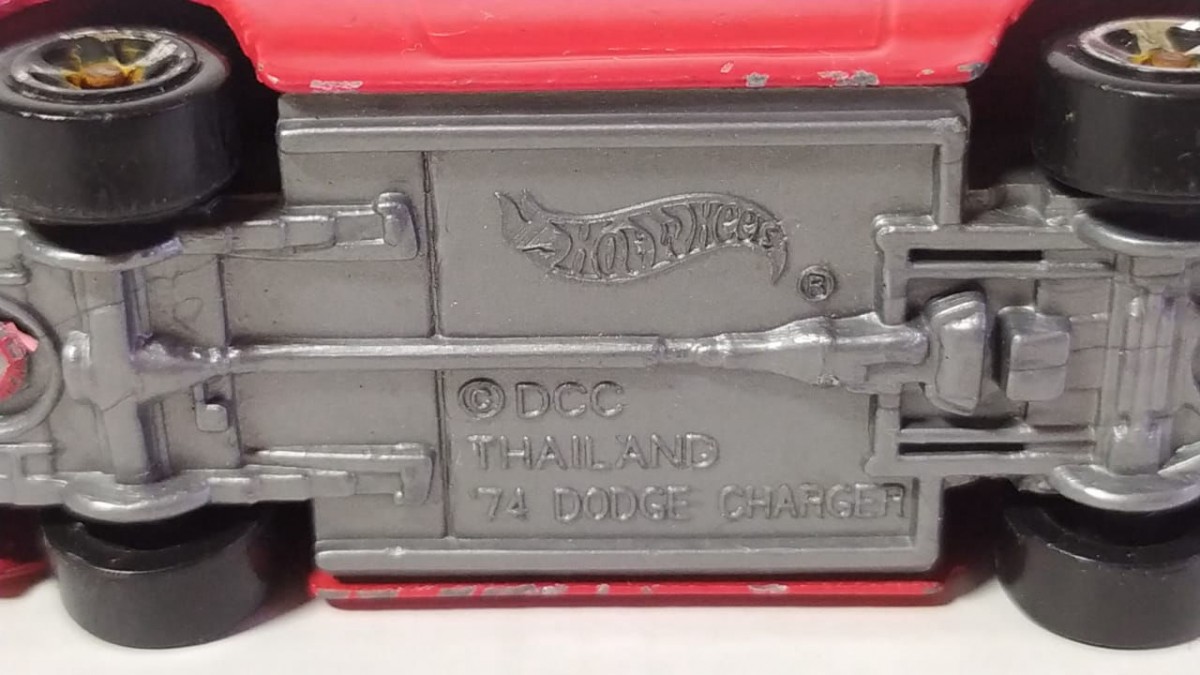 Hot Wheels
®
© DCC
THAILAND
'74 DODGE CHARGER